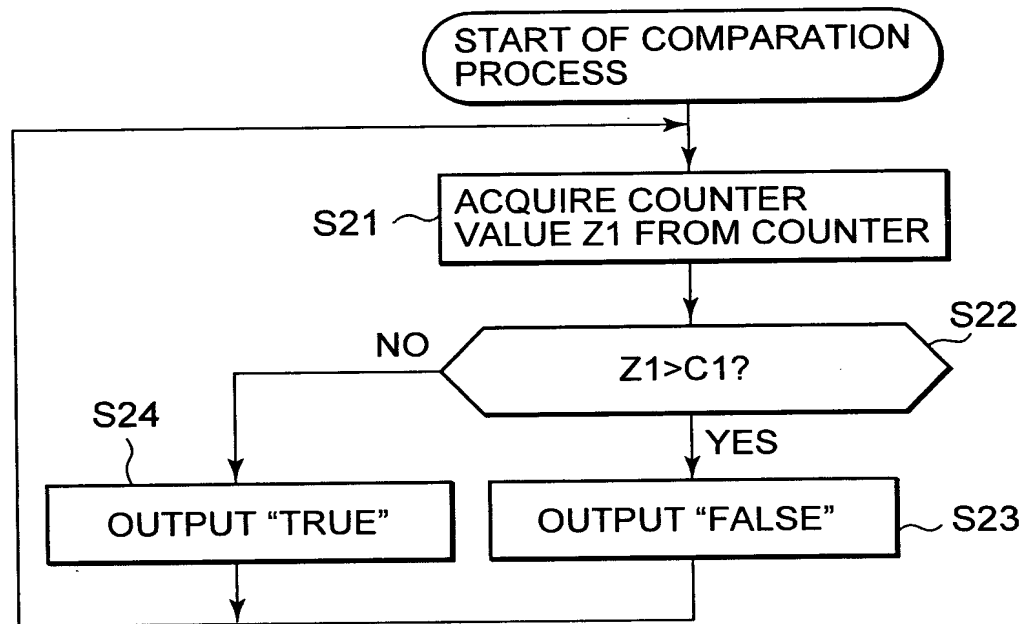 START OF COMPARATION
PROCESS
S21
ACQUIRE COUNTER
VALUE Z1 FROM COUNTER
S22
NO
Z1>C1?
S24
YES
OUTPUT “TRUE”
OUTPUT “FALSE”
S23